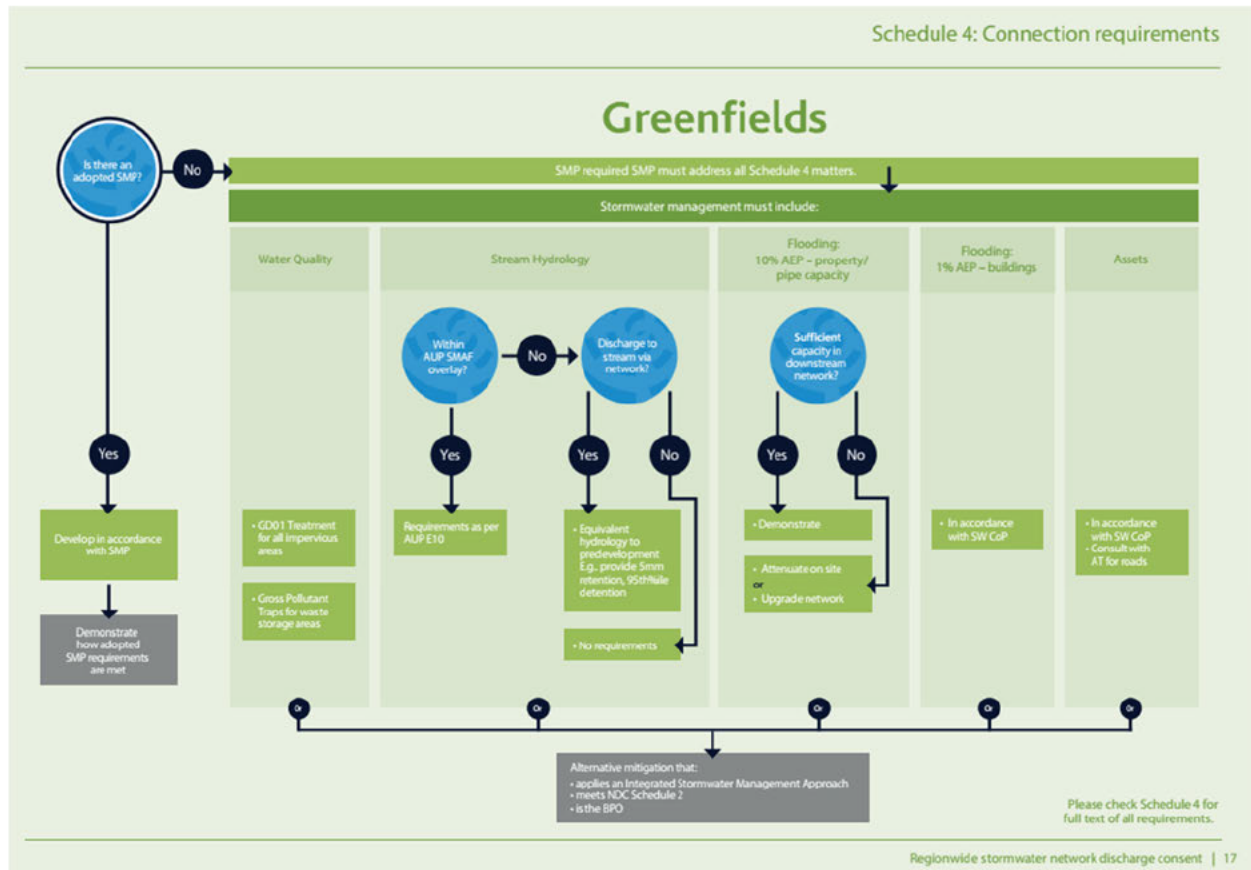 Schedule 4: Connection requirements
Greenfields
Is there an
adopted SMP?
No
SMP required SMP must address all Schedule 4 matters.
Stormwater management must include:
Water Quality
Stream Hydrology
Flooding:
10% AEP – property/
pipe capacity
Flooding:
1% AEP – buildings
Assets
Within
AUP SMAF
overlay?
No
Discharge to
stream via
network?
Sufficient
capacity in
downstream
network?
Yes
Yes
Yes
No
Yes
No
Develop in accordance
with SMP
Demonstrate
how adopted
SMP requirements
are met
• GD01 Treatment
for all impervious
areas
• Gross Pollutant
Traps for waste
storage areas
Requirements as per
AUP E10
• Equivalent
hydrology to
predevelopment
E.g.. provide 5mm
retention, 95th%ile
detention
• No requirements
• Demonstrate
• Attenuate on site
or
• Upgrade network
• In accordance
with SW CoP
• In accordance
with SW CoP
• Consult with
AT for roads
Or
Or
Or
Or
Or
Alternative mitigation that:
• applies an Integrated Stormwater Management Approach
• meets NDC Schedule 2
• is the BPO
Please check Schedule 4 for
full text of all requirements.
Regionwide stormwater network discharge consent | 17